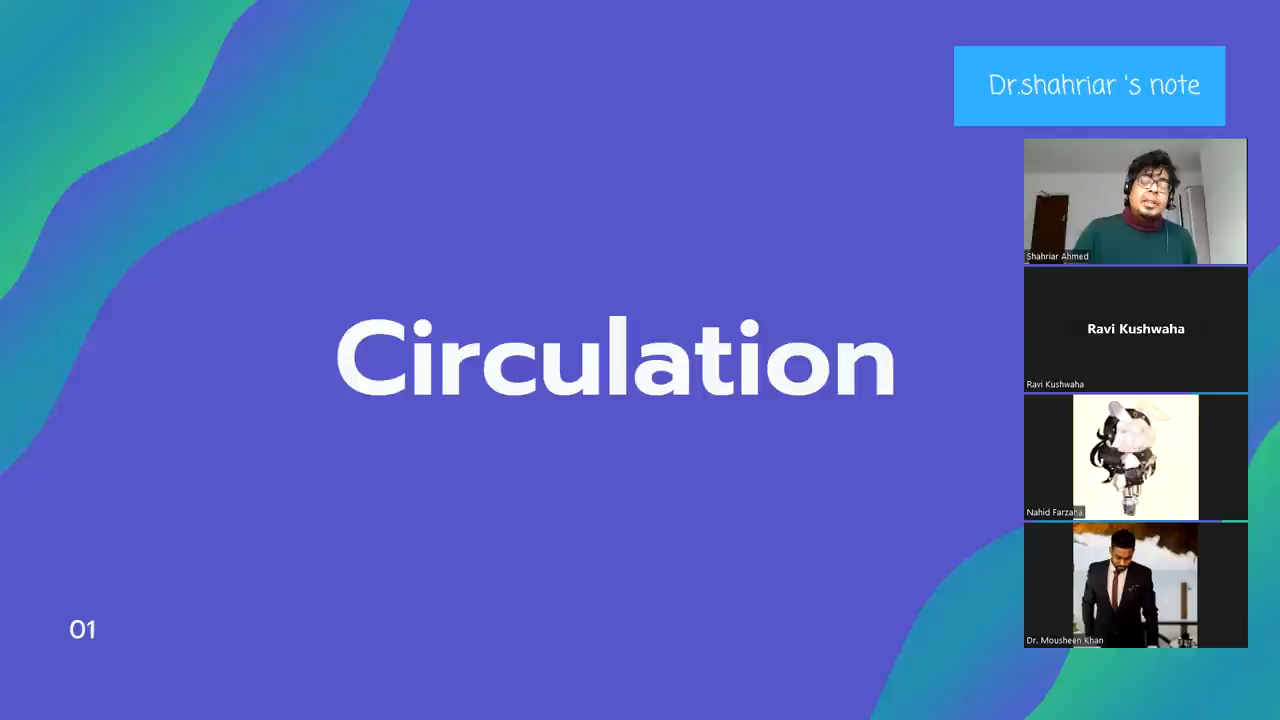 Dr.shahriar 's note
Shahriar Ahmed
Circulation
Ravi Kushwaha
Ravi Kushwaha
Nahid Farzana
01
Dr. Mousheen Khan